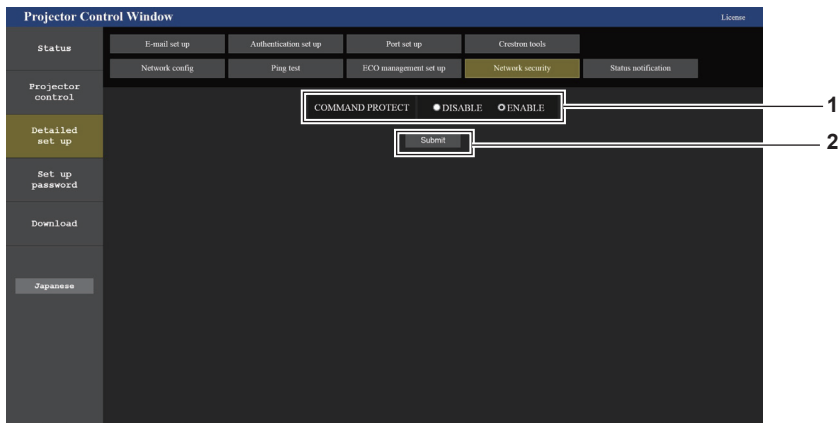 Projector Control Window License
Status
Projector
control
Detailed
set up
Set up
password
Download
Japanese
E-mail set up Authentication set up Port set up Crestron tools
Network config Ping test ECO management set up Network security Status notification
COMMAND PROTECT DISABLE ENABLE
Submit
1
2